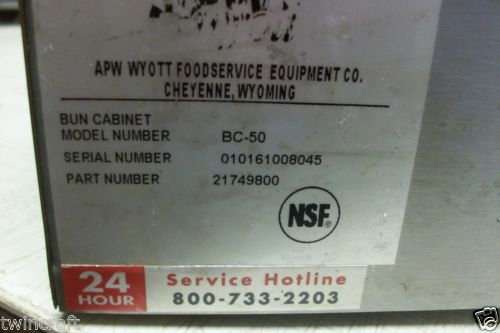 APW WYOTT FOODSERVICE EQUIPMENT CO.
CHEYENNE, WYOMING
BUN CABINET
MODEL NUMBER BC-50
SERIAL NUMBER 010161008045
PART NUMBER 21749800
NSF®
24 HOUR
Service Hotline
800-733-2203
twincroft